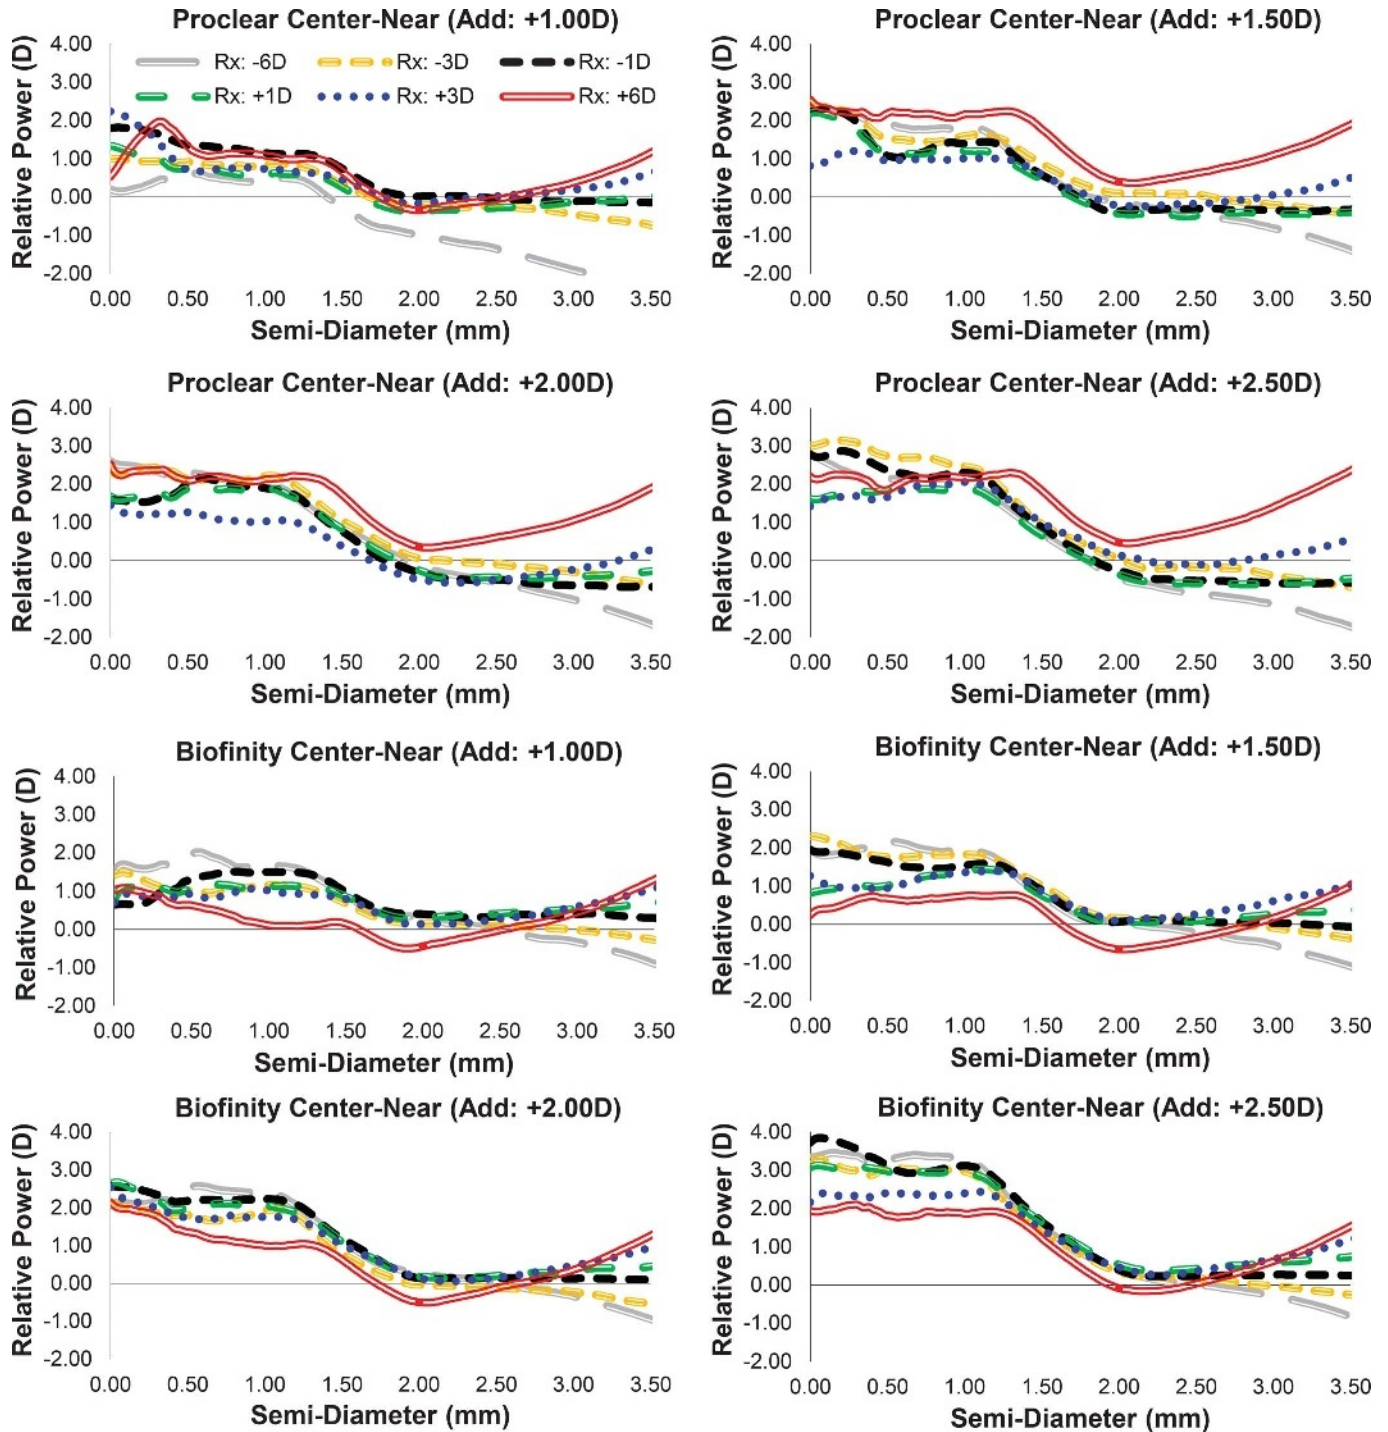 Proclear Center-Near (Add: +1.00D)
Relative Power (D)
4.00
3.00
2.00
1.00
0.00
-1.00
-2.00
Rx: -6D Rx: -3D Rx: -1D
Rx: +1D Rx: +3D Rx: +6D
0.00 0.50 1.00 1.50 2.00 2.50 3.00 3.50
Semi-Diameter (mm)
Proclear Center-Near (Add: +1.50D)
Relative Power (D)
4.00
3.00
2.00
1.00
0.00
-1.00
-2.00
0.00 0.50 1.00 1.50 2.00 2.50 3.00 3.50
Semi-Diameter (mm)
Proclear Center-Near (Add: +2.00D)
Relative Power (D)
4.00
3.00
2.00
1.00
0.00
-1.00
-2.00
0.00 0.50 1.00 1.50 2.00 2.50 3.00 3.50
Semi-Diameter (mm)
Proclear Center-Near (Add: +2.50D)
Relative Power (D)
4.00
3.00
2.00
1.00
0.00
-1.00
-2.00
0.00 0.50 1.00 1.50 2.00 2.50 3.00 3.50
Semi-Diameter (mm)
Biofinity Center-Near (Add: +1.00D)
Relative Power (D)
4.00
3.00
2.00
1.00
0.00
-1.00
-2.00
0.00 0.50 1.00 1.50 2.00 2.50 3.00 3.50
Semi-Diameter (mm)
Biofinity Center-Near (Add: +1.50D)
Relative Power (D)
4.00
3.00
2.00
1.00
0.00
-1.00
-2.00
0.00 0.50 1.00 1.50 2.00 2.50 3.00 3.50
Semi-Diameter (mm)
Biofinity Center-Near (Add: +2.00D)
Relative Power (D)
4.00
3.00
2.00
1.00
0.00
-1.00
-2.00
0.00 0.50 1.00 1.50 2.00 2.50 3.00 3.50
Semi-Diameter (mm)
Biofinity Center-Near (Add: +2.50D)
Relative Power (D)
4.00
3.00
2.00
1.00
0.00
-1.00
-2.00
0.00 0.50 1.00 1.50 2.00 2.50 3.00 3.50
Semi-Diameter (mm)